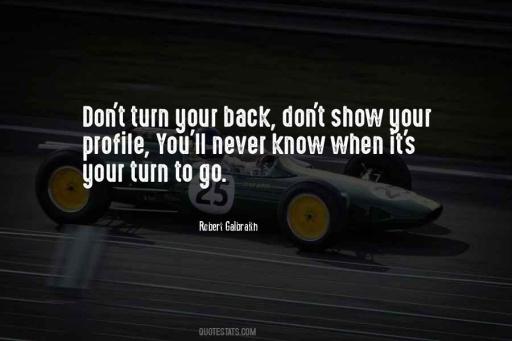 Don't turn your back, don't show your
profile, You'll never know when it's
your turn to go.
25
Robert Galbraith
QUOTESTATS.COM